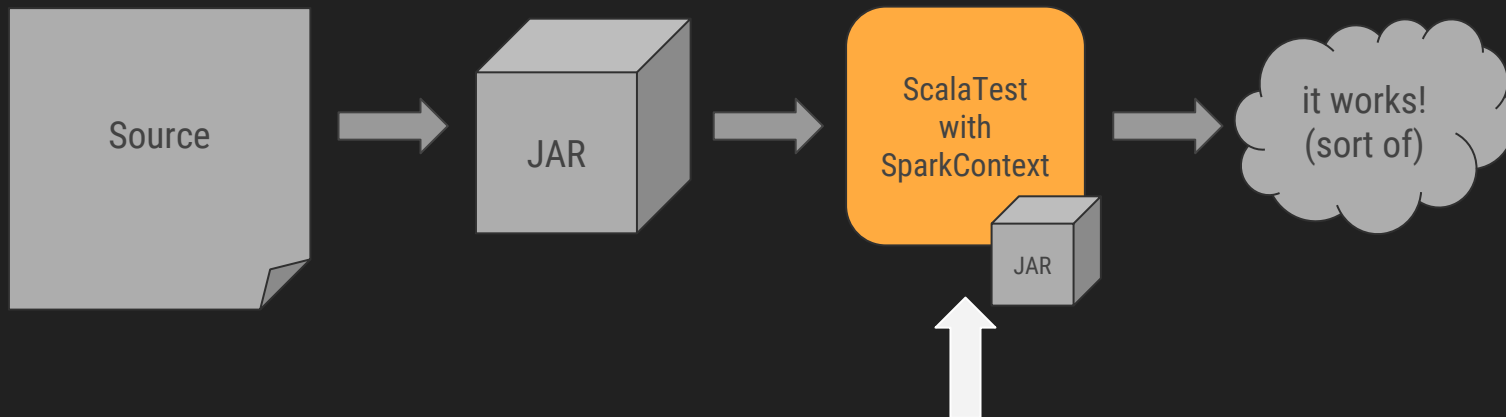 Source
JAR
ScalaTest
with
SparkContext
JAR
it works!
(sort of)